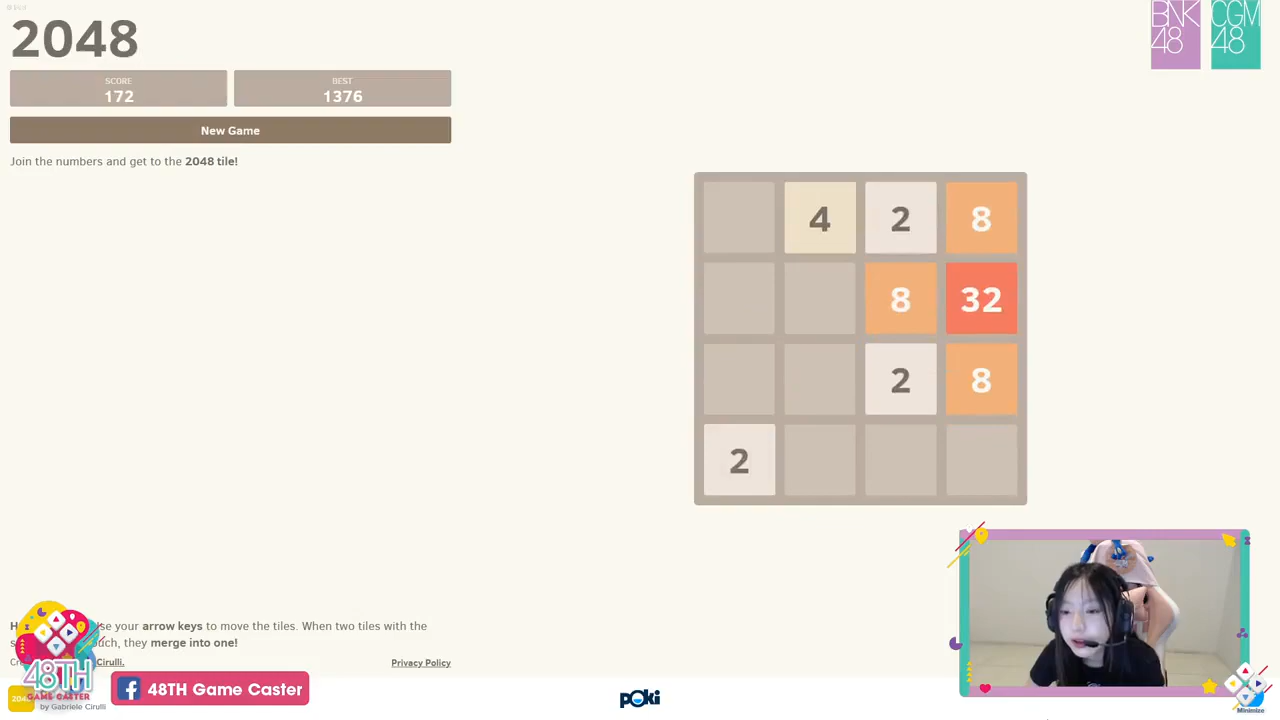 2048
SCORE
172
BEST
1376
New Game
Join the numbers and get to the 2048 tile!
BNK
48
CGM
48
4 2 8
8 32
2 8
2
se your arrow keys to move the tiles. When two tiles with the
uch, they merge into one!
Cirulli.
Privacy Policy
48TH
GAME CASTER
by Gabriele Cirulli
48TH Game Caster
POKI
Minimize